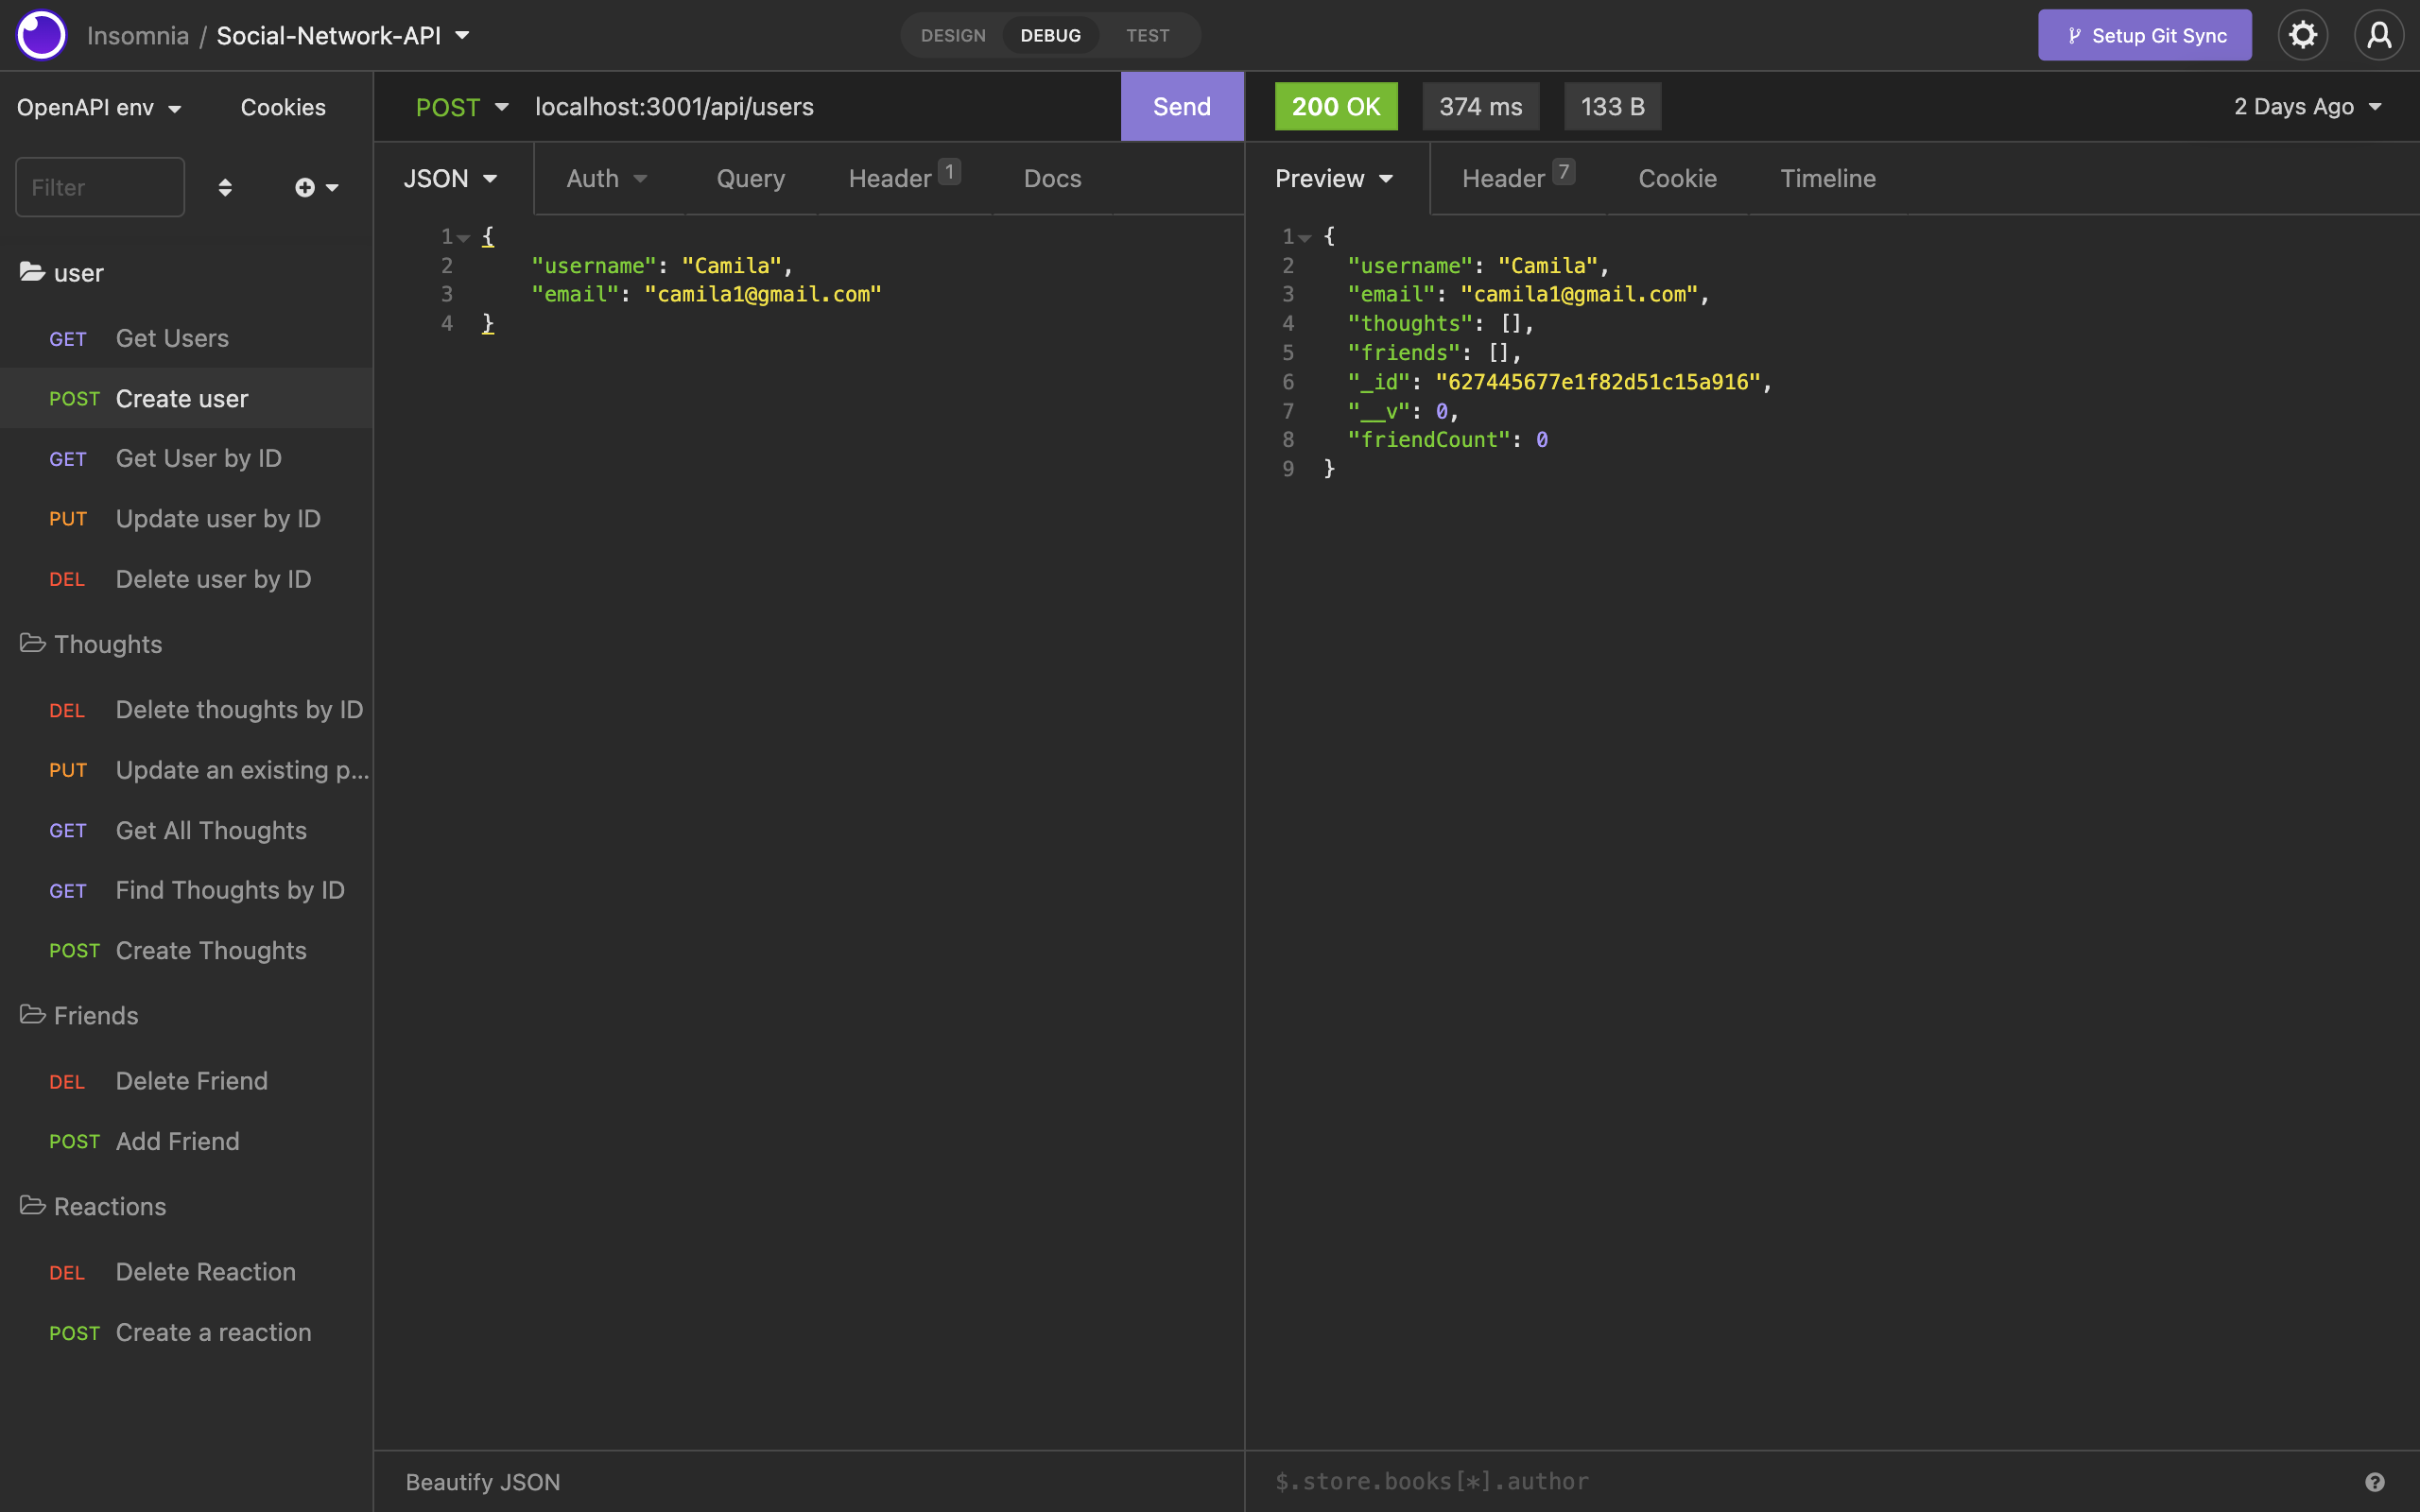 Insomnia / Social-Network-API
DESIGN DEBUG TEST
Setup Git Sync
OpenAPI env Cookies
Filter
user
GET Get Users
POST Create user
GET Get User by ID
PUT Update user by ID
DEL Delete user by ID
Thoughts
DEL Delete thoughts by ID
PUT Update an existing p...
GET Get All Thoughts
GET Find Thoughts by ID
POST Create Thoughts
Friends
DEL Delete Friend
POST Add Friend
Reactions
DEL Delete Reaction
POST Create a reaction
POST localhost:3001/api/users Send
JSON Auth Query Header 1 Docs
1 {
2 "username": "Camila",
3 "email": "camila1@gmail.com"
4 }
Beautify JSON
200 OK 374 ms 133 B 2 Days Ago
Preview Header 7 Cookie Timeline
1 {
2 "username": "Camila",
3 "email": "camila1@gmail.com",
4 "thoughts": [],
5 "friends": [],
6 "_id": "627445677e1f82d51c15a916",
7 "__v": 0,
8 "friendCount": 0
9 }
$.store.books[*].author